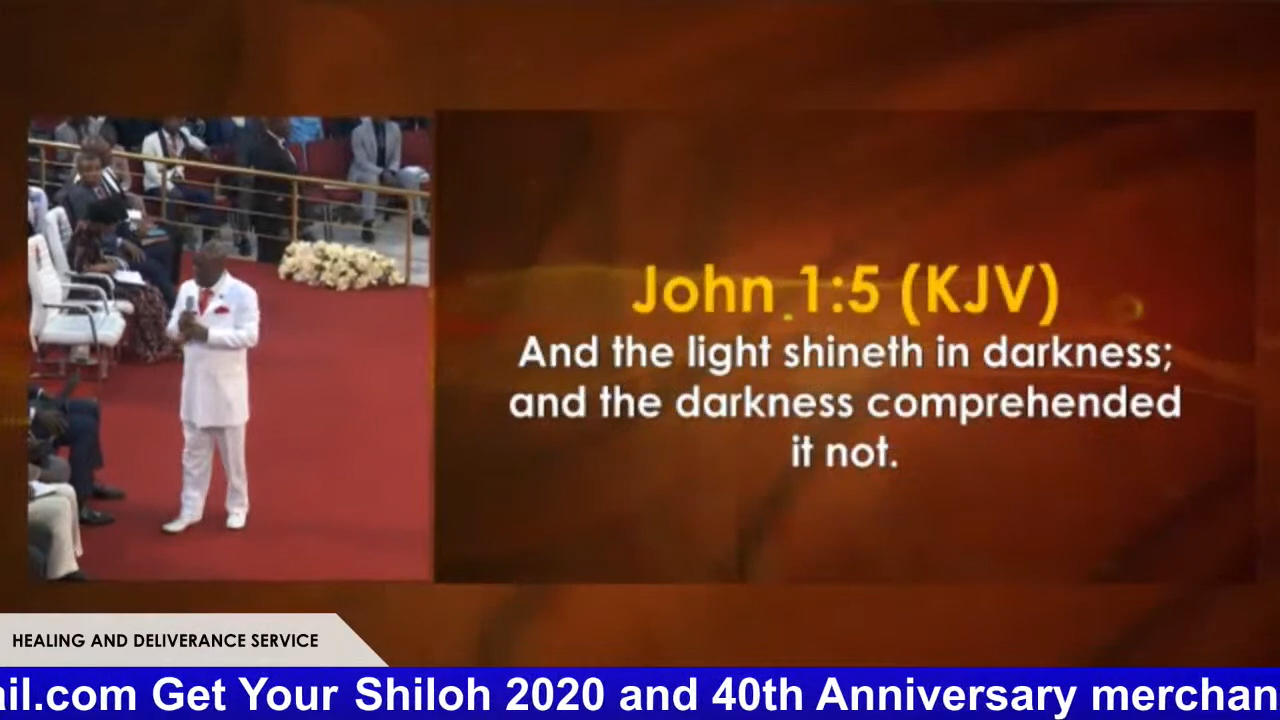 John 1:5 (KJV)
And the light shineth in darkness;
and the darkness comprehended
it not.
HEALING AND DELIVERANCE SERVICE
ail.com Get Your Shiloh 2020 and 40th Anniversary merchan